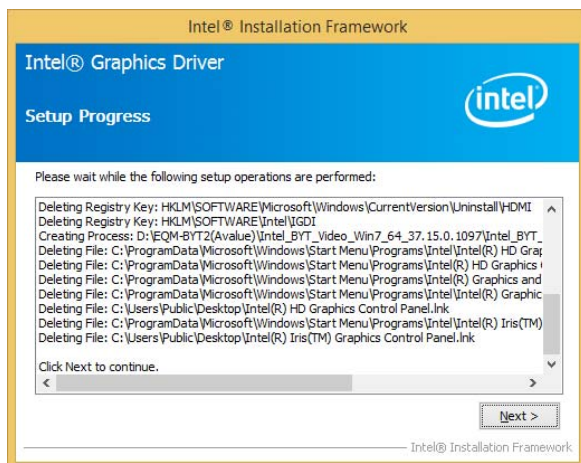 Intel® Installation Framework
Intel® Graphics Driver
intel
Setup Progress
Please wait while the following setup operations are performed:
Deleting Registry Key: HKLM\SOFTWARE\Microsoft\Windows\CurrentVersion\Uninstall\HDMI
Deleting Registry Key: HKLM\SOFTWARE\Intel\IGDI
Creating Process: D:\EQM-BYT2(Avalue)\Intel_BYT_Video_Win7_64_37.15.0.1097\Intel_BYT_
Deleting File: C:\ProgramData\Microsoft\Windows\Start Menu\Programs\Intel\Intel(R) HD Grap
Deleting File: C:\ProgramData\Microsoft\Windows\Start Menu\Programs\Intel\Intel(R) HD Graphics
Deleting File: C:\ProgramData\Microsoft\Windows\Start Menu\Programs\Intel\Intel(R) Graphics and
Deleting File: C:\ProgramData\Microsoft\Windows\Start Menu\Programs\Intel\Intel(R) Graphic
Deleting File: C:\Users\Public\Desktop\Intel(R) HD Graphics Control Panel.lnk
Deleting File: C:\ProgramData\Microsoft\Windows\Start Menu\Programs\Intel\Intel(R) Iris(TM)
Deleting File: C:\Users\Public\Desktop\Intel(R) Iris(TM) Graphics Control Panel.lnk
Click Next to continue.
Next >
Intel® Installation Framework